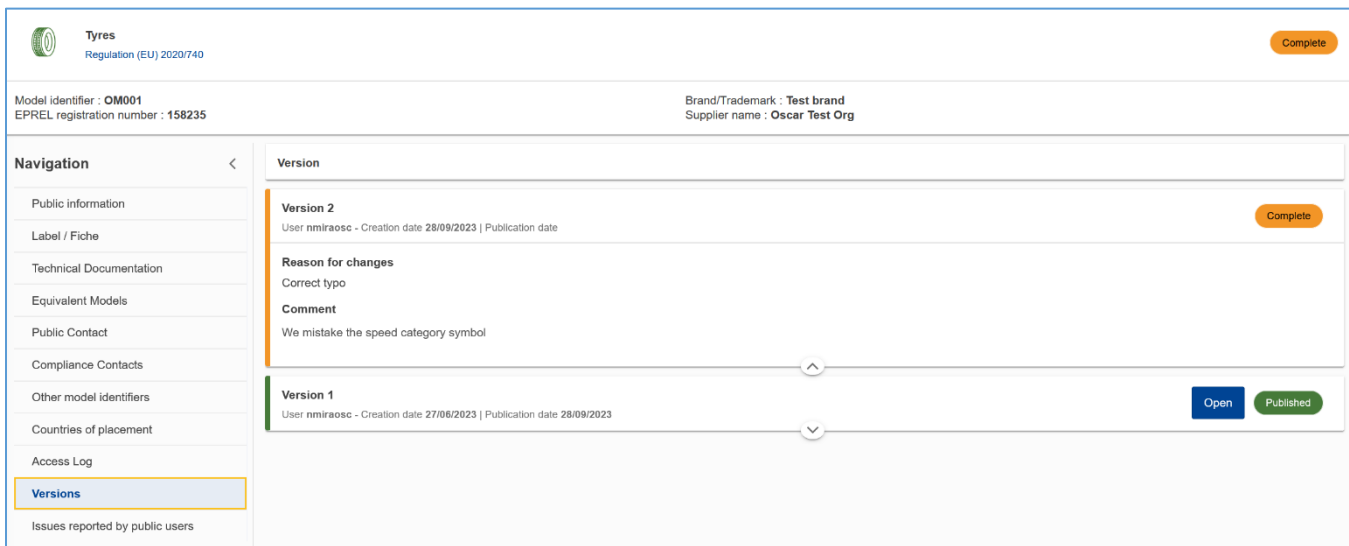 Tyres
Regulation (EU) 2020/740
Complete
Model identifier : OM001
EPREL registration number : 158235
Brand/Trademark : Test brand
Supplier name : Oscar Test Org
Navigation
Public information
Label / Fiche
Technical Documentation
Equivalent Models
Public Contact
Compliance Contacts
Other model identifiers
Countries of placement
Access Log
Versions
Issues reported by public users
Version
Version 2
User nmiraosc - Creation date 28/09/2023 | Publication date
Complete
Reason for changes
Correct typo
Comment
We mistake the speed category symbol
Version 1
User nmiraosc - Creation date 27/06/2023 | Publication date 28/09/2023
Open
Published